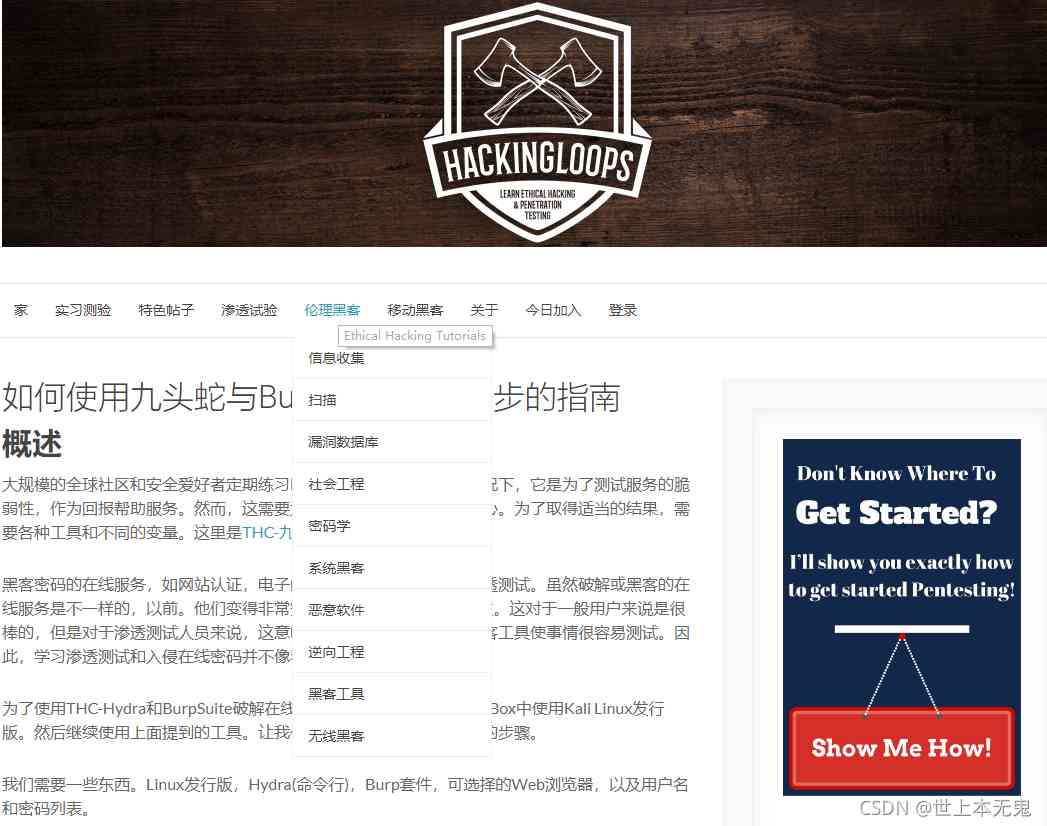 HACKINGLOOPS
LEARN ETHICAL HACKING
& PENETRATION
TESTING
家 实习测验 特色帖子 渗透试验 伦理黑客 移动黑客 关于 今日加入 登录
Ethical Hacking Tutorials
信息收集
扫描
漏洞数据库
社会工程
密码学
系统黑客
恶意软件
逆向工程
黑客工具
无线黑客
如何使用九头蛇与Bu 步的指南
概述
大规模的全球社区和安全爱好者定期练习 下，它是为了测试服务的脆
弱性，作为回报帮助服务。然而，这需要 。为了取得适当的结果，需
要各种工具和不同的变量。这里是THC-九
黑客密码的在线服务，如网站认证，电子 透测试。虽然破解或黑客的在
线服务是不一样的，以前。他们变得非常 。这对于一般用户来说是很
棒的，但是对于渗透测试人员来说，这意 客工具使事情很容易测试。因
此，学习渗透测试和入侵在线密码并不像
为了使用THC-Hydra和BurpSuite破解在线 Box中使用Kali Linux发行
版。然后继续使用上面提到的工具。让我 的步骤。
我们需要一些东西。Linux发行版，Hydra(命令行)，Burp套件，可选择的Web浏览器，以及用户名
和密码列表。
Don't Know Where To
Get Started?
I'll show you exactly how
to get started Pentesting!
Show Me How!
CSDN @世上本无鬼